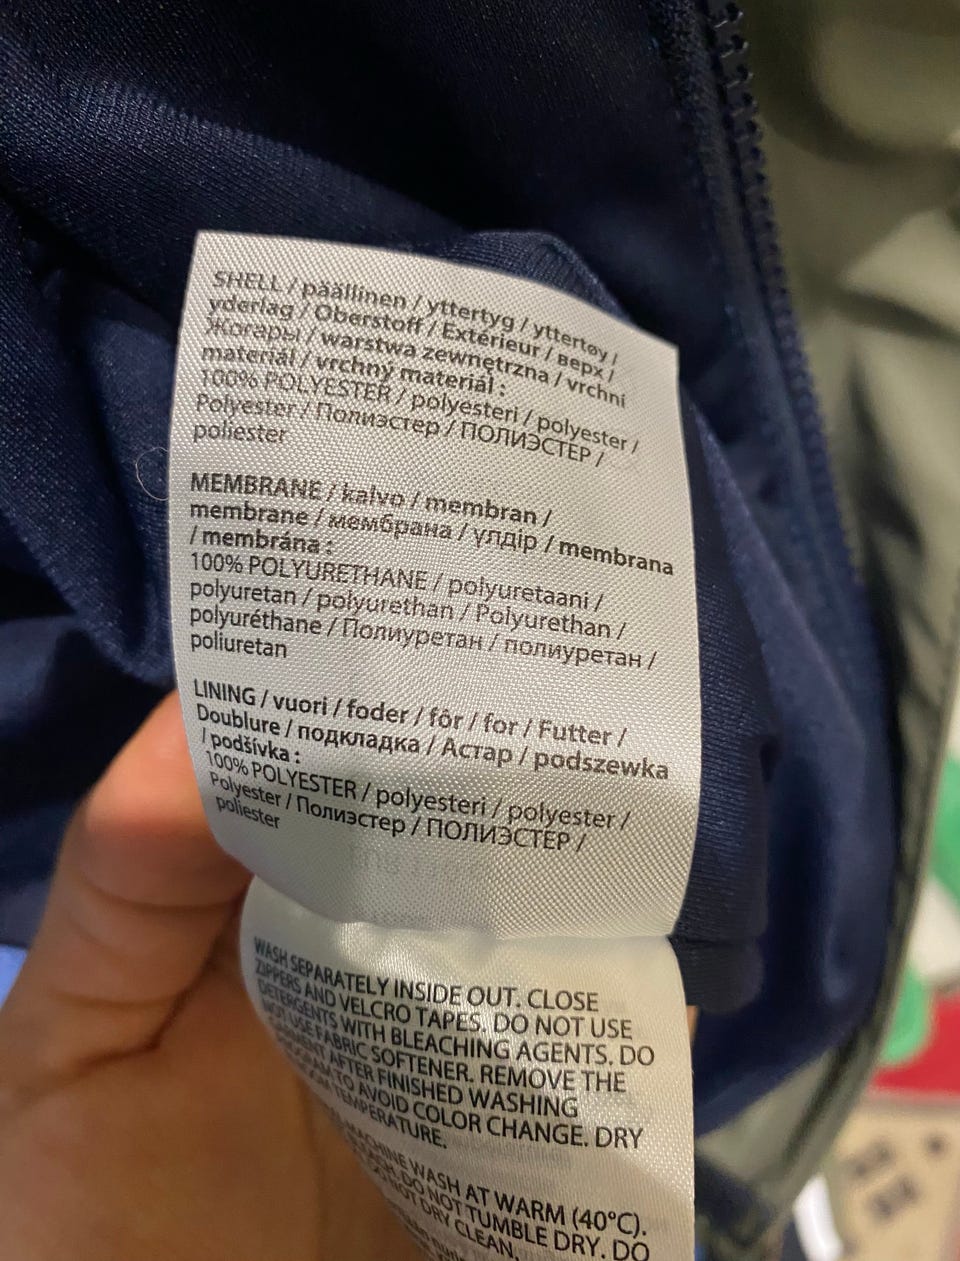 SHELL / päällinen / yttertyg / yttertøy /
yderlag / Oberstoff / Extérieur / верх /
Жоғары / warstwa zewnętrzna / vrchní
materiál / vrchný materiál :
100% POLYESTER / polyesteri / polyester /
Polyester / Полиэстер / ПОЛИЭСТЕР /
poliester
MEMBRANE / kalvo / membran /
membrane / мембрана / үлдір / membrana
/ membrána :
100% POLYURETHANE / polyuretaani /
polyuretan / polyurethan / Polyurethan /
polyuréthane / Полиуретан / полиуретан /
poliuretan
LINING / vuori / foder / fôr / for / Futter /
Doublure / подкладка / Астар / podszewka
/ podšívka :
100% POLYESTER / polyesteri / polyester /
Polyester / Полиэстер / ПОЛИЭСТЕР /
poliester
WASH SEPARATELY INSIDE OUT. CLOSE
ZIPPERS AND VELCRO TAPES. DO NOT USE
DETERGENTS WITH BLEACHING AGENTS. DO
NOT USE FABRIC SOFTENER. REMOVE THE
GARMENT AFTER FINISHED WASHING
TO AVOID COLOR CHANGE. DRY
TEMPERATURE.
MACHINE WASH AT WARM (40°C).
DO NOT TUMBLE DRY. DO
NOT DRY CLEAN.